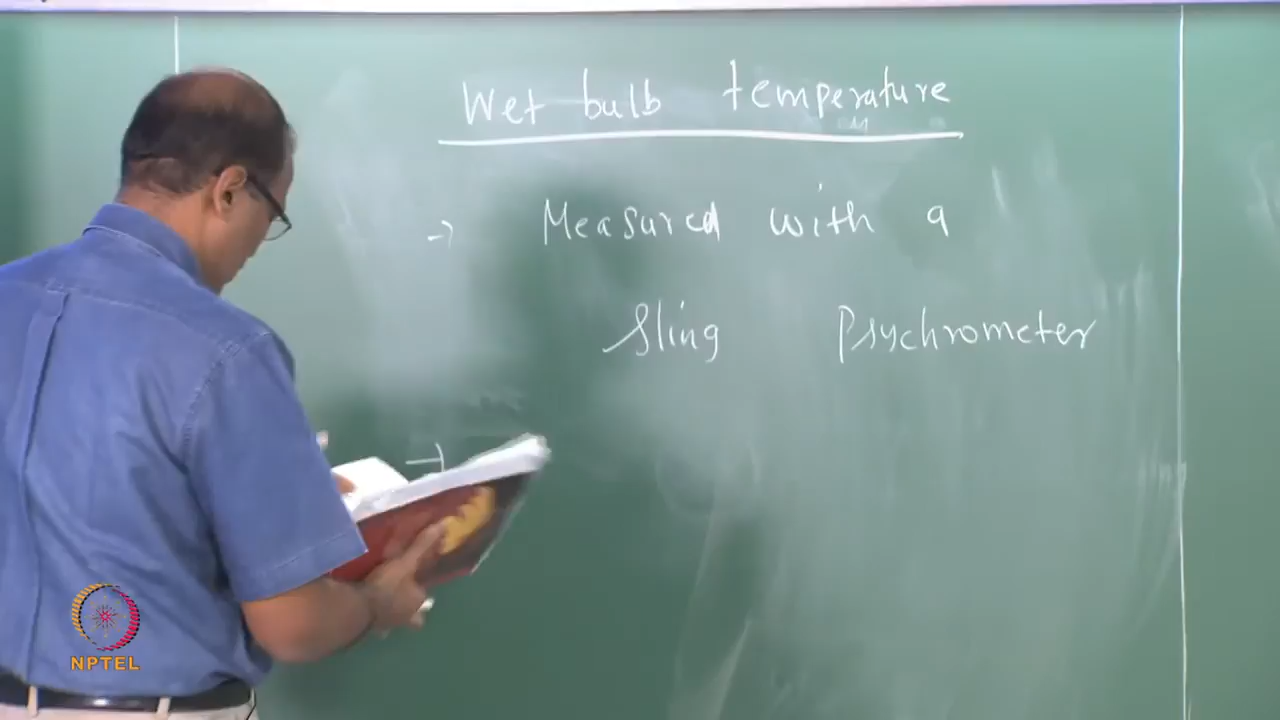 Wet bulb temperature
→ Measured with a
Sling Psychrometer
→
NPTEL